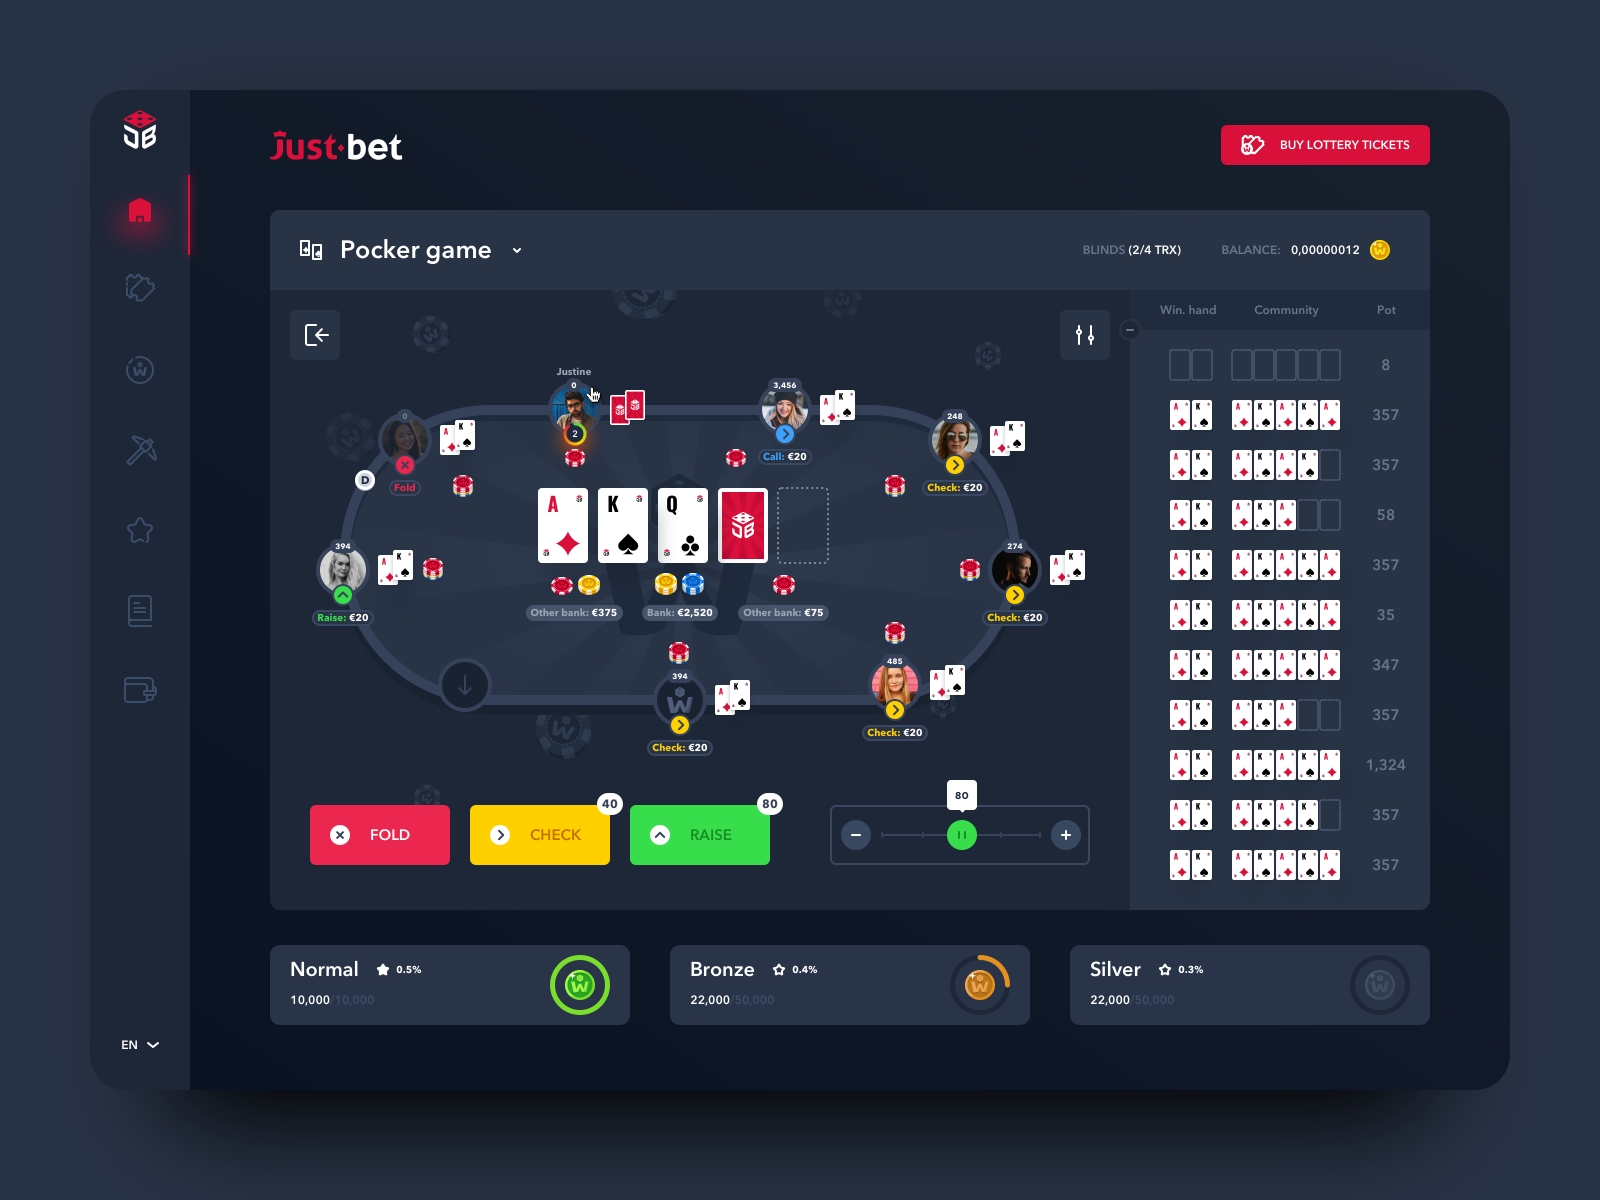 JB
Just·bet
BUY LOTTERY TICKETS
Pocker game
BLINDS (2/4 TRX)
BALANCE: 0,00000012
Win. hand Community Pot
Justine
0
2
0
Fold
D
3,456
Call: €20
248
Check: €20
394
Raise: €20
274
Check: €20
A K Q JB
Other bank: €375
Bank: €2,520
Other bank: €75
394
W
Check: €20
485
Check: €20
8
A K A K A K A 357
A K A K A K 357
A K A K A 58
A K A K A K A 357
A K A K A K A 35
A K A K A K A 347
A K A K A 357
A K A K A K A 1,324
A K A K A K 357
A K A K A K A 357
FOLD
CHECK
40
RAISE
80
80
Normal 0.5%
10,000/10,000
Bronze 0.4%
22,000/50,000
Silver 0.3%
22,000/50,000
EN